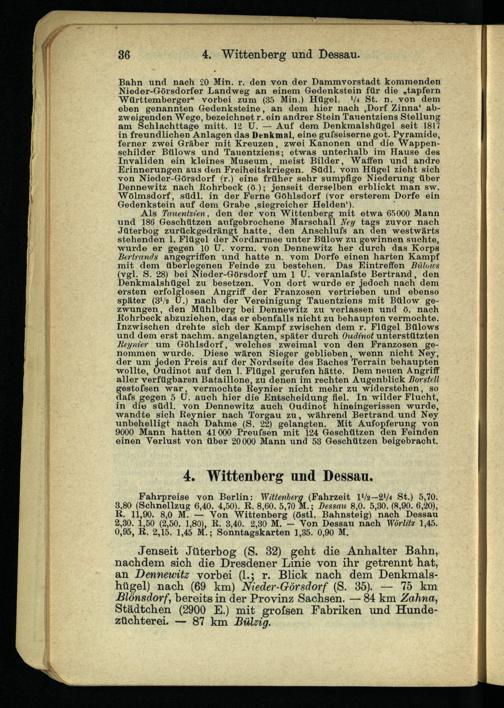 36 4. Wittenberg und Dessau.
Bahn und nach 20 Min. r. den von der Dammvorstadt kommenden
Nieder-Görsdorfer Landweg an einem Gedenkstein für die „tapfern
Württemberger“ vorbei zum (35 Min.) Hügel. 1/4 St. n. von dem
eben genannten Gedenksteine, an dem hier nach ‚Dorf Zinna‘ ab-
zweigenden Wege, bezeichnet r. ein andrer Stein Tauentziens Stellung
am Schlachttage mitt. 12 U. — Auf dem Denkmalshügel seit 1817
in freundlichen Anlagen das Denkmal, eine gufseiserne got. Pyramide,
ferner zwei Gräber mit Kreuzen, zwei Kanonen und die Wappen-
schilder Bülows und Tauentziens; etwas unterhalb im Hause des
Invaliden ein kleines Museum, meist Bilder, Waffen und andre
Erinnerungen aus den Freiheitskriegen. Südl. vom Hügel zieht sich
von Nieder-Görsdorf (r.) eine früher sehr sumpfige Niederung über
Dennewitz nach Rohrbeck (ö.); jenseit derselben erblickt man sw.
Wölmsdorf, südl. in der Ferne Göhlsdorf (vor ersterem Dorfe ein
Gedenkstein auf dem Grabe ‚siegreicher Helden‘).
Als Tauentzien, den der von Wittenberg mit etwa 65000 Mann
und 186 Geschützen aufgebrochene Marschall Ney tags zuvor nach
Jüterbog zurückgedrängt hatte, den Anschlufs an den westwärts
stehenden l. Flügel der Nordarmee unter Bülow zu gewinnen suchte,
wurde er gegen 10 U. vorm. von Dennewitz her durch das Korps
Bertrands angegriffen und hatte n. vom Dorfe einen harten Kampf
mit dem überlegenen Feinde zu bestehen. Das Eintreffen Bülows
(vgl. S. 28) bei Nieder-Görsdorf um 1 U. veranlafste Bertrand, den
Denkmalshügel zu besetzen. Von dort wurde er jedoch nach dem
ersten erfolglosen Angriff der Franzosen vertrieben und ebenso
später (3½ U.) nach der Vereinigung Tauentziens mit Bülow ge-
zwungen, den Mühlberg bei Dennewitz zu verlassen und ö. nach
Rohrbeck abzuziehen, das er ebenfalls nicht zu behaupten vermochte.
Inzwischen drehte sich der Kampf zwischen dem r. Flügel Bülows
und dem erst nachm. angelangten, später durch Oudinot unterstützten
Reynier um Göhlsdorf, welches zweimal von den Franzosen ge-
nommen wurde. Diese wären Sieger geblieben, wenn nicht Ney,
der um jeden Preis auf der Nordseite des Baches Terrain behaupten
wollte, Oudinot auf den l. Flügel gerufen hätte. Dem neuen Angriff
aller verfügbaren Bataillone, zu denen im rechten Augenblick Borstell
gestofsen war, vermochte Reynier nicht mehr zu widerstehen, so
dafs gegen 5 U. auch hier die Entscheidung fiel. In wilder Flucht,
in die südl. von Dennewitz auch Oudinot hineingerissen wurde,
wandte sich Reynier nach Torgau zu, während Bertrand und Ney
unbehelligt nach Dahme (S. 22) gelangten. Mit Aufopferung von
9000 Mann hatten 41000 Preufsen mit 124 Geschützen den Feinden
einen Verlust von über 20000 Mann und 53 Geschützen beigebracht.
4. Wittenberg und Dessau.
Fahrpreise von Berlin: Wittenberg (Fahrzeit 1½—2¼ St.) 5,70.
3,80 (Schnellzug 6,40. 4,50). R. 8,60. 5,70 M.; Dessau 8,0. 5,30. (8,90. 6,20),
R. 11,90. 8,0 M. — Von Wittenberg (östl. Bahnsteig) nach Dessau
2,30. 1,50 (2,50. 1,80), R. 3,40. 2,30 M. — Von Dessau nach Wörlitz 1,45.
0,95, R. 2,15. 1,45 M.; Sonntagskarten 1,35. 0,90 M.
Jenseit Jüterbog (S. 32) geht die Anhalter Bahn,
nachdem sich die Dresdener Linie von ihr getrennt hat,
an Dennewitz vorbei (l.; r. Blick nach dem Denkmals-
hügel) nach (69 km) Nieder-Görsdorf (S. 35). — 75 km
Blönsdorf, bereits in der Provinz Sachsen. — 84 km Zahna,
Städtchen (2900 E.) mit grofsen Fabriken und Hunde-
züchterei. — 87 km Bülzig.